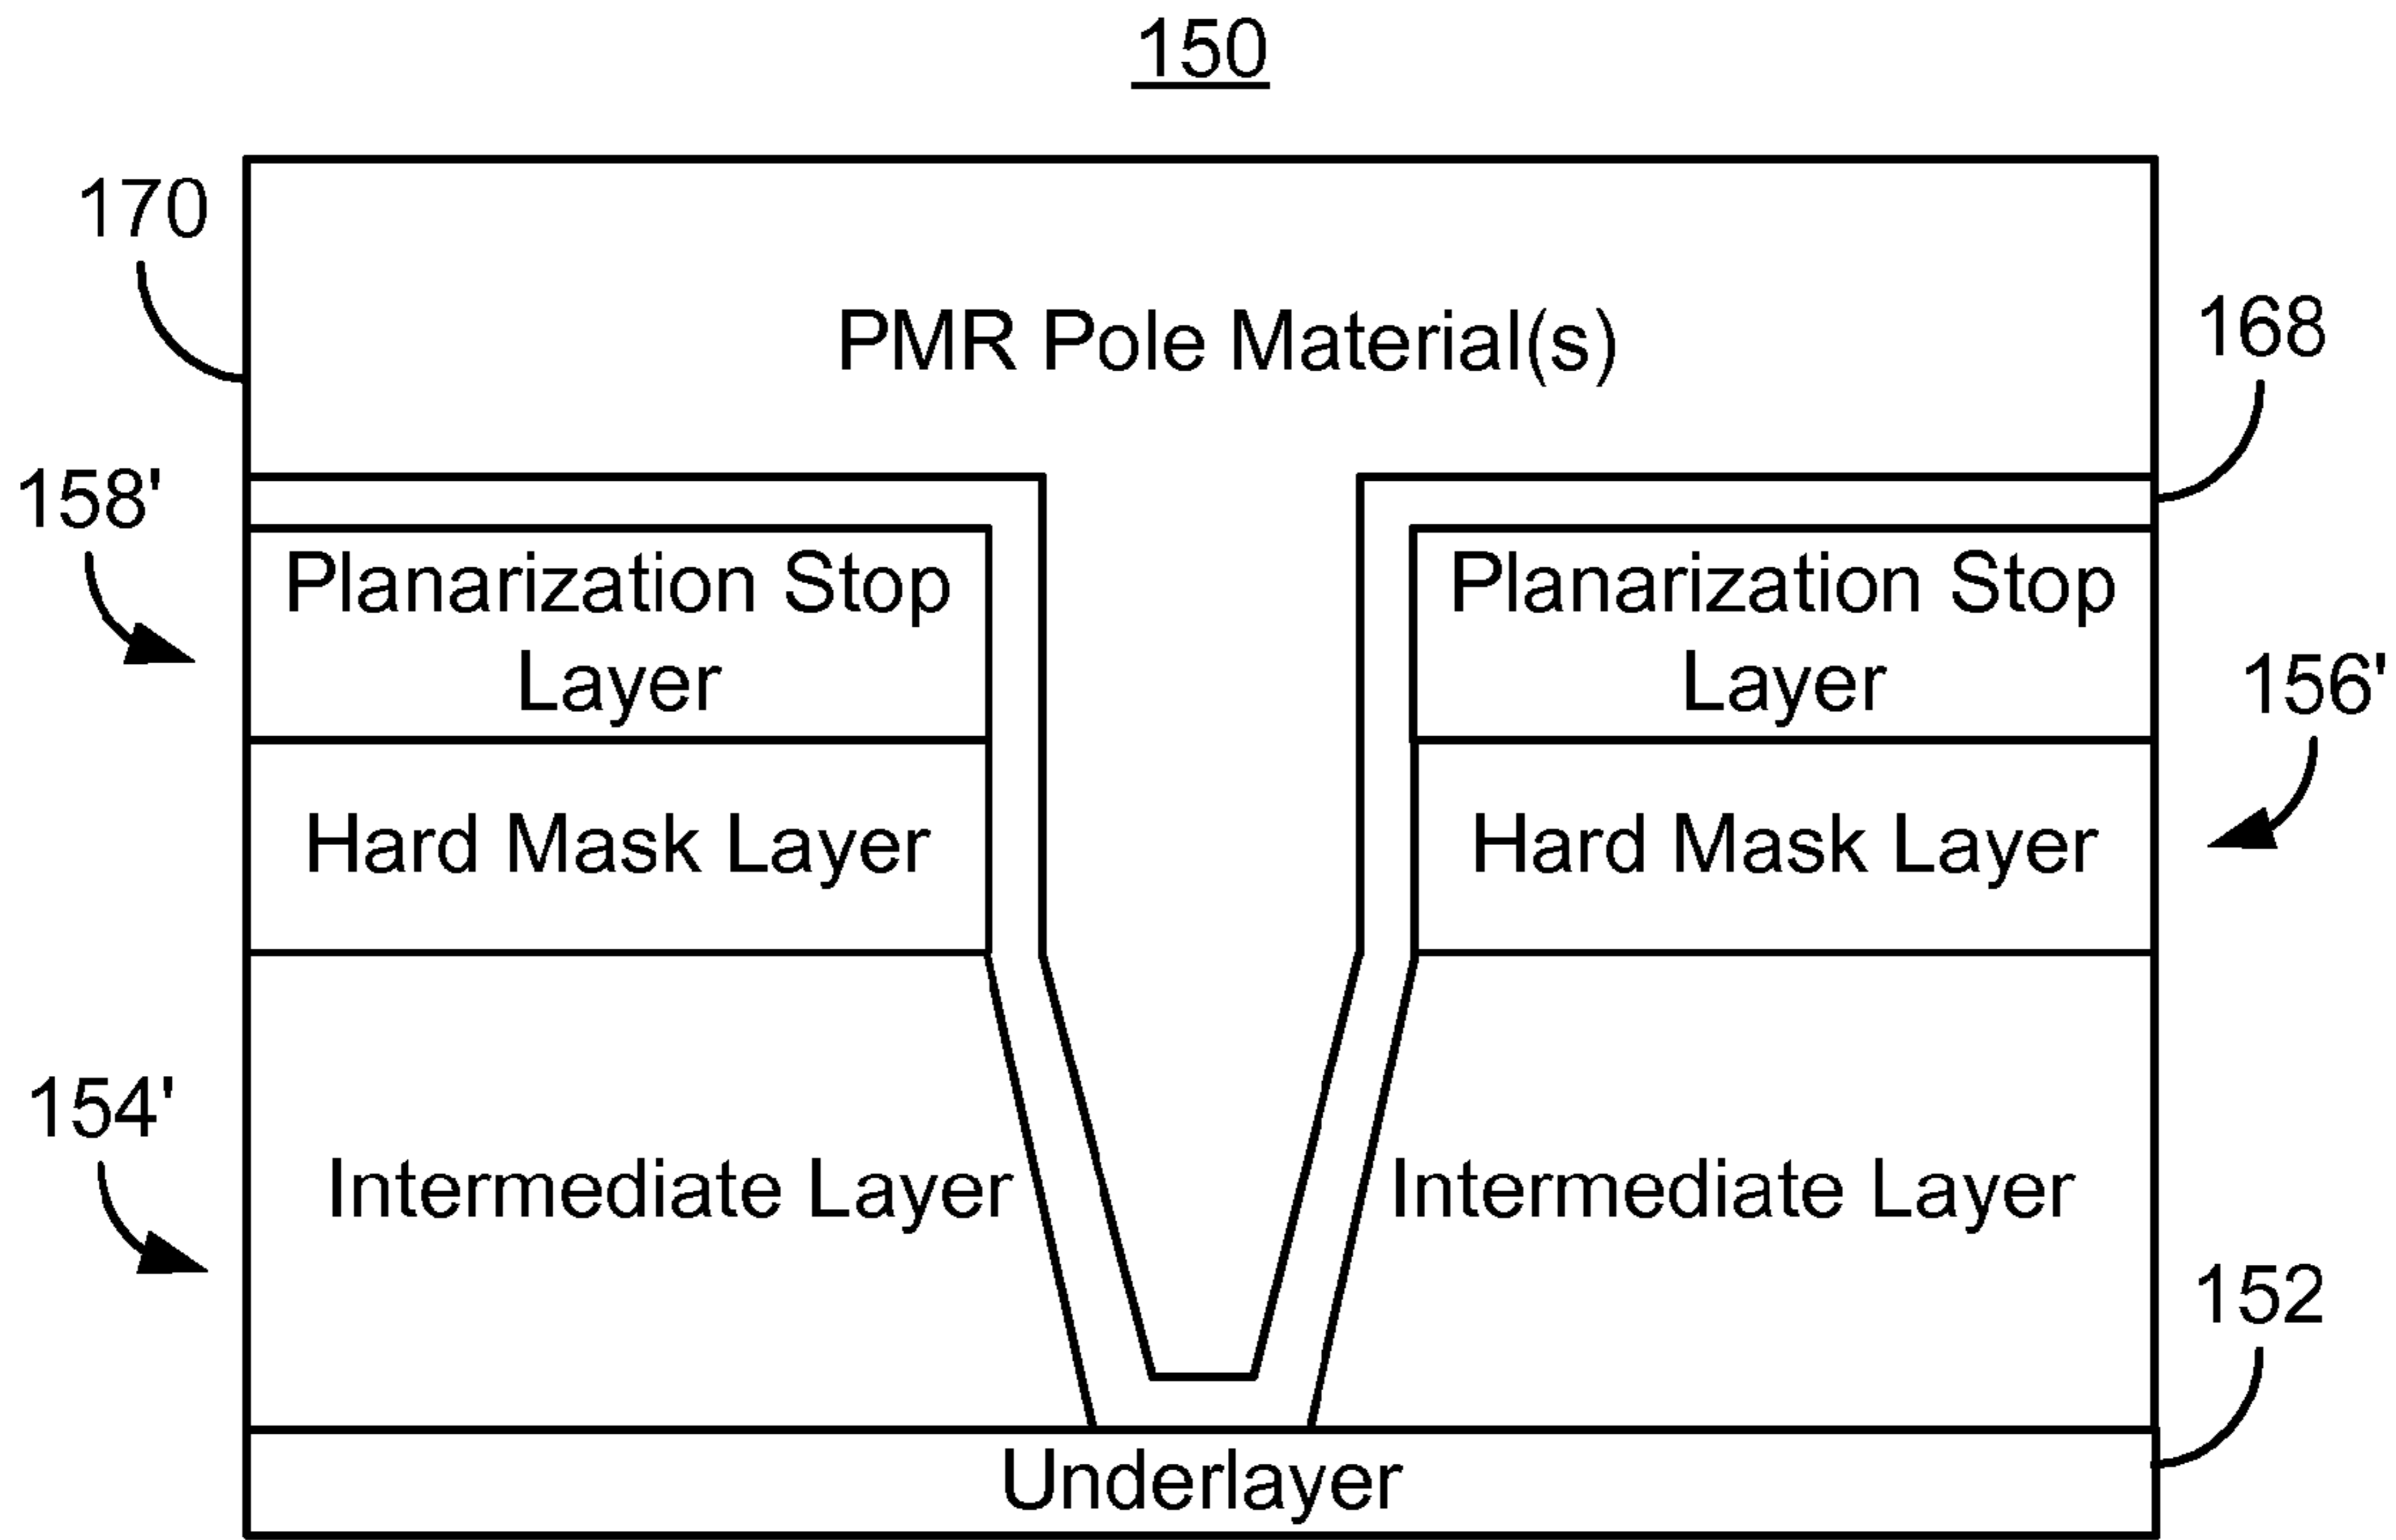 150
170
PMR Pole Material(s)
168
158'
Planarization Stop
Layer
Planarization Stop
Layer
156'
Hard Mask Layer
Hard Mask Layer
154'
Intermediate Layer
Intermediate Layer
152
Underlayer